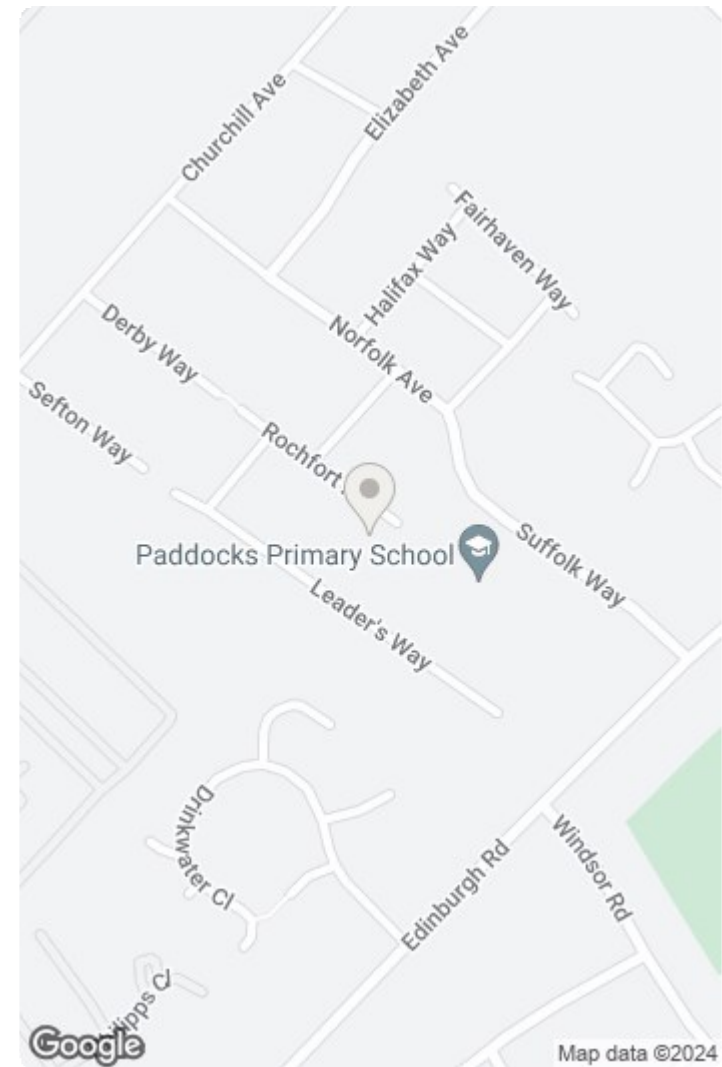 Churchill Ave
Elizabeth Ave
Fairhaven Way
Halifax Way
Norfolk Ave
Derby Way
Sefton Way
Rochfort
Paddocks Primary School
Suffolk Way
Leader's Way
Drinkwater Cl
Edinburgh Rd
Windsor Rd
Cl
Google
Map data ©2024